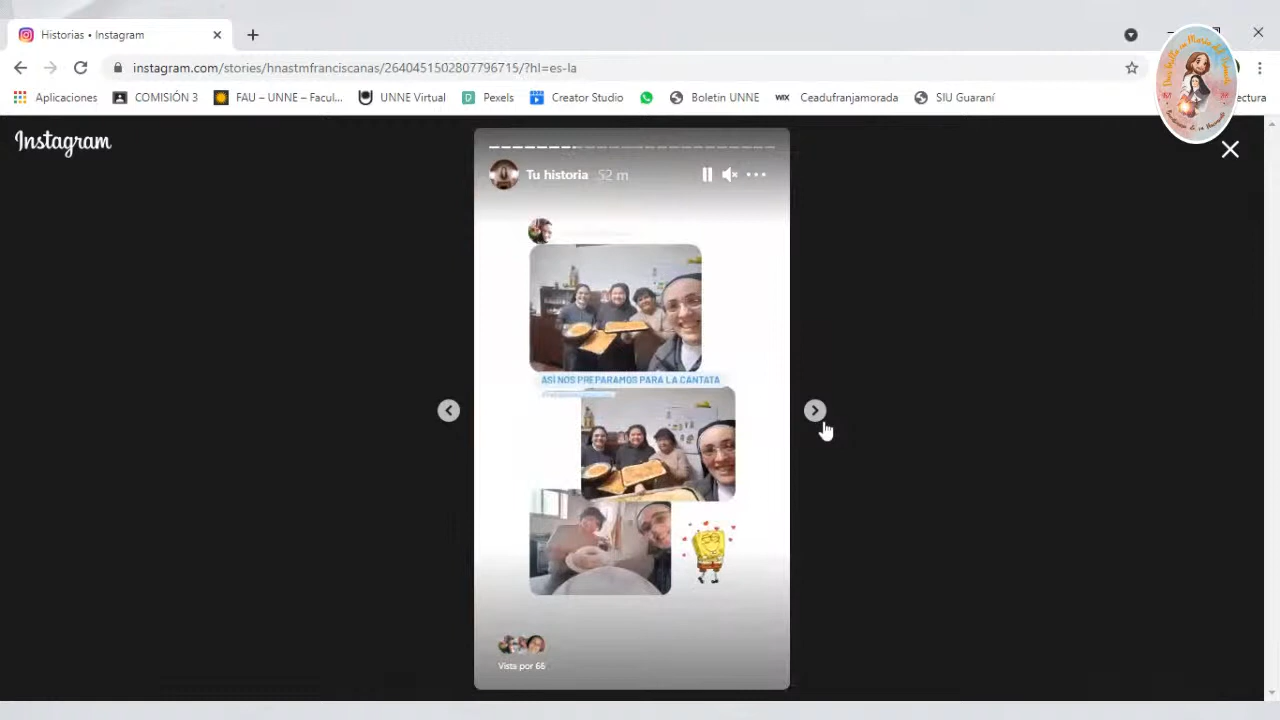 Historias • Instagram
instagram.com/stories/hnastmfranciscanas/2640451502807796715/?hl=es-la
Aplicaciones
COMISIÓN 3
FAU – UNNE – Facul...
UNNE Virtual
Pexels
Creator Studio
Boletin UNNE
WIX
Ceadufranjamorada
SIU Guaraní
ectura
Instagram
Tu historia 52 m
ASÍ NOS PREPARAMOS PARA LA CANTATA
Vista por 66